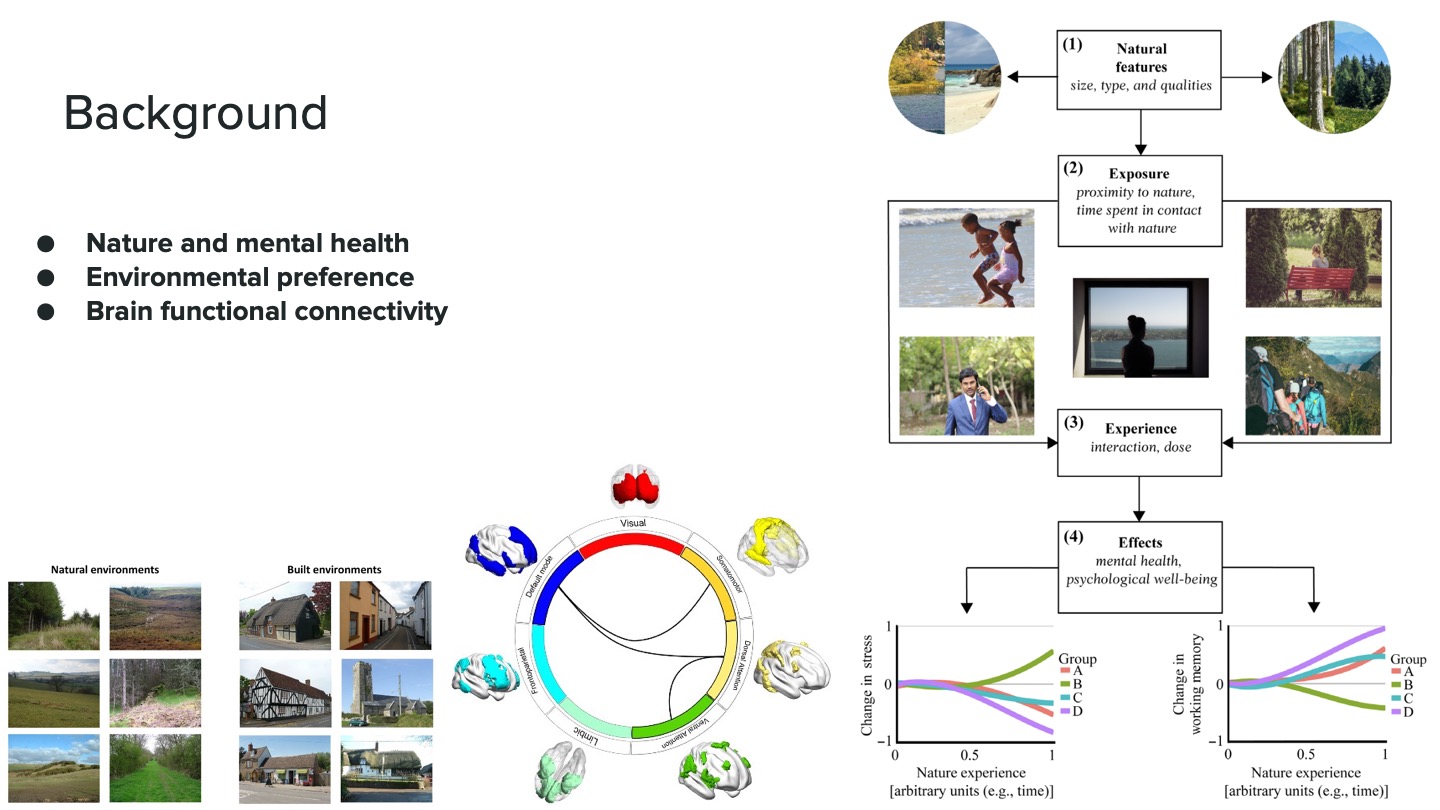 Background
● Nature and mental health
● Environmental preference
● Brain functional connectivity
Natural environments
Built environments
Visual
Somatomotor
Dorsal Attention
Ventral Attention
Limbic
Frontoparietal
Default mode
(1)
Natural
features
size, type, and qualities
(2)
Exposure
proximity to nature,
time spent in contact
with nature
(3)
Experience
interaction, dose
(4)
Effects
mental health,
psychological well-being
Change in stress
1
0
−1
0
0.5
1
Nature experience
[arbitrary units (e.g., time)]
Group
A
B
C
D
Change in
working memory
1
0
−1
0
0.5
1
Nature experience
[arbitrary units (e.g., time)]
Group
A
B
C
D